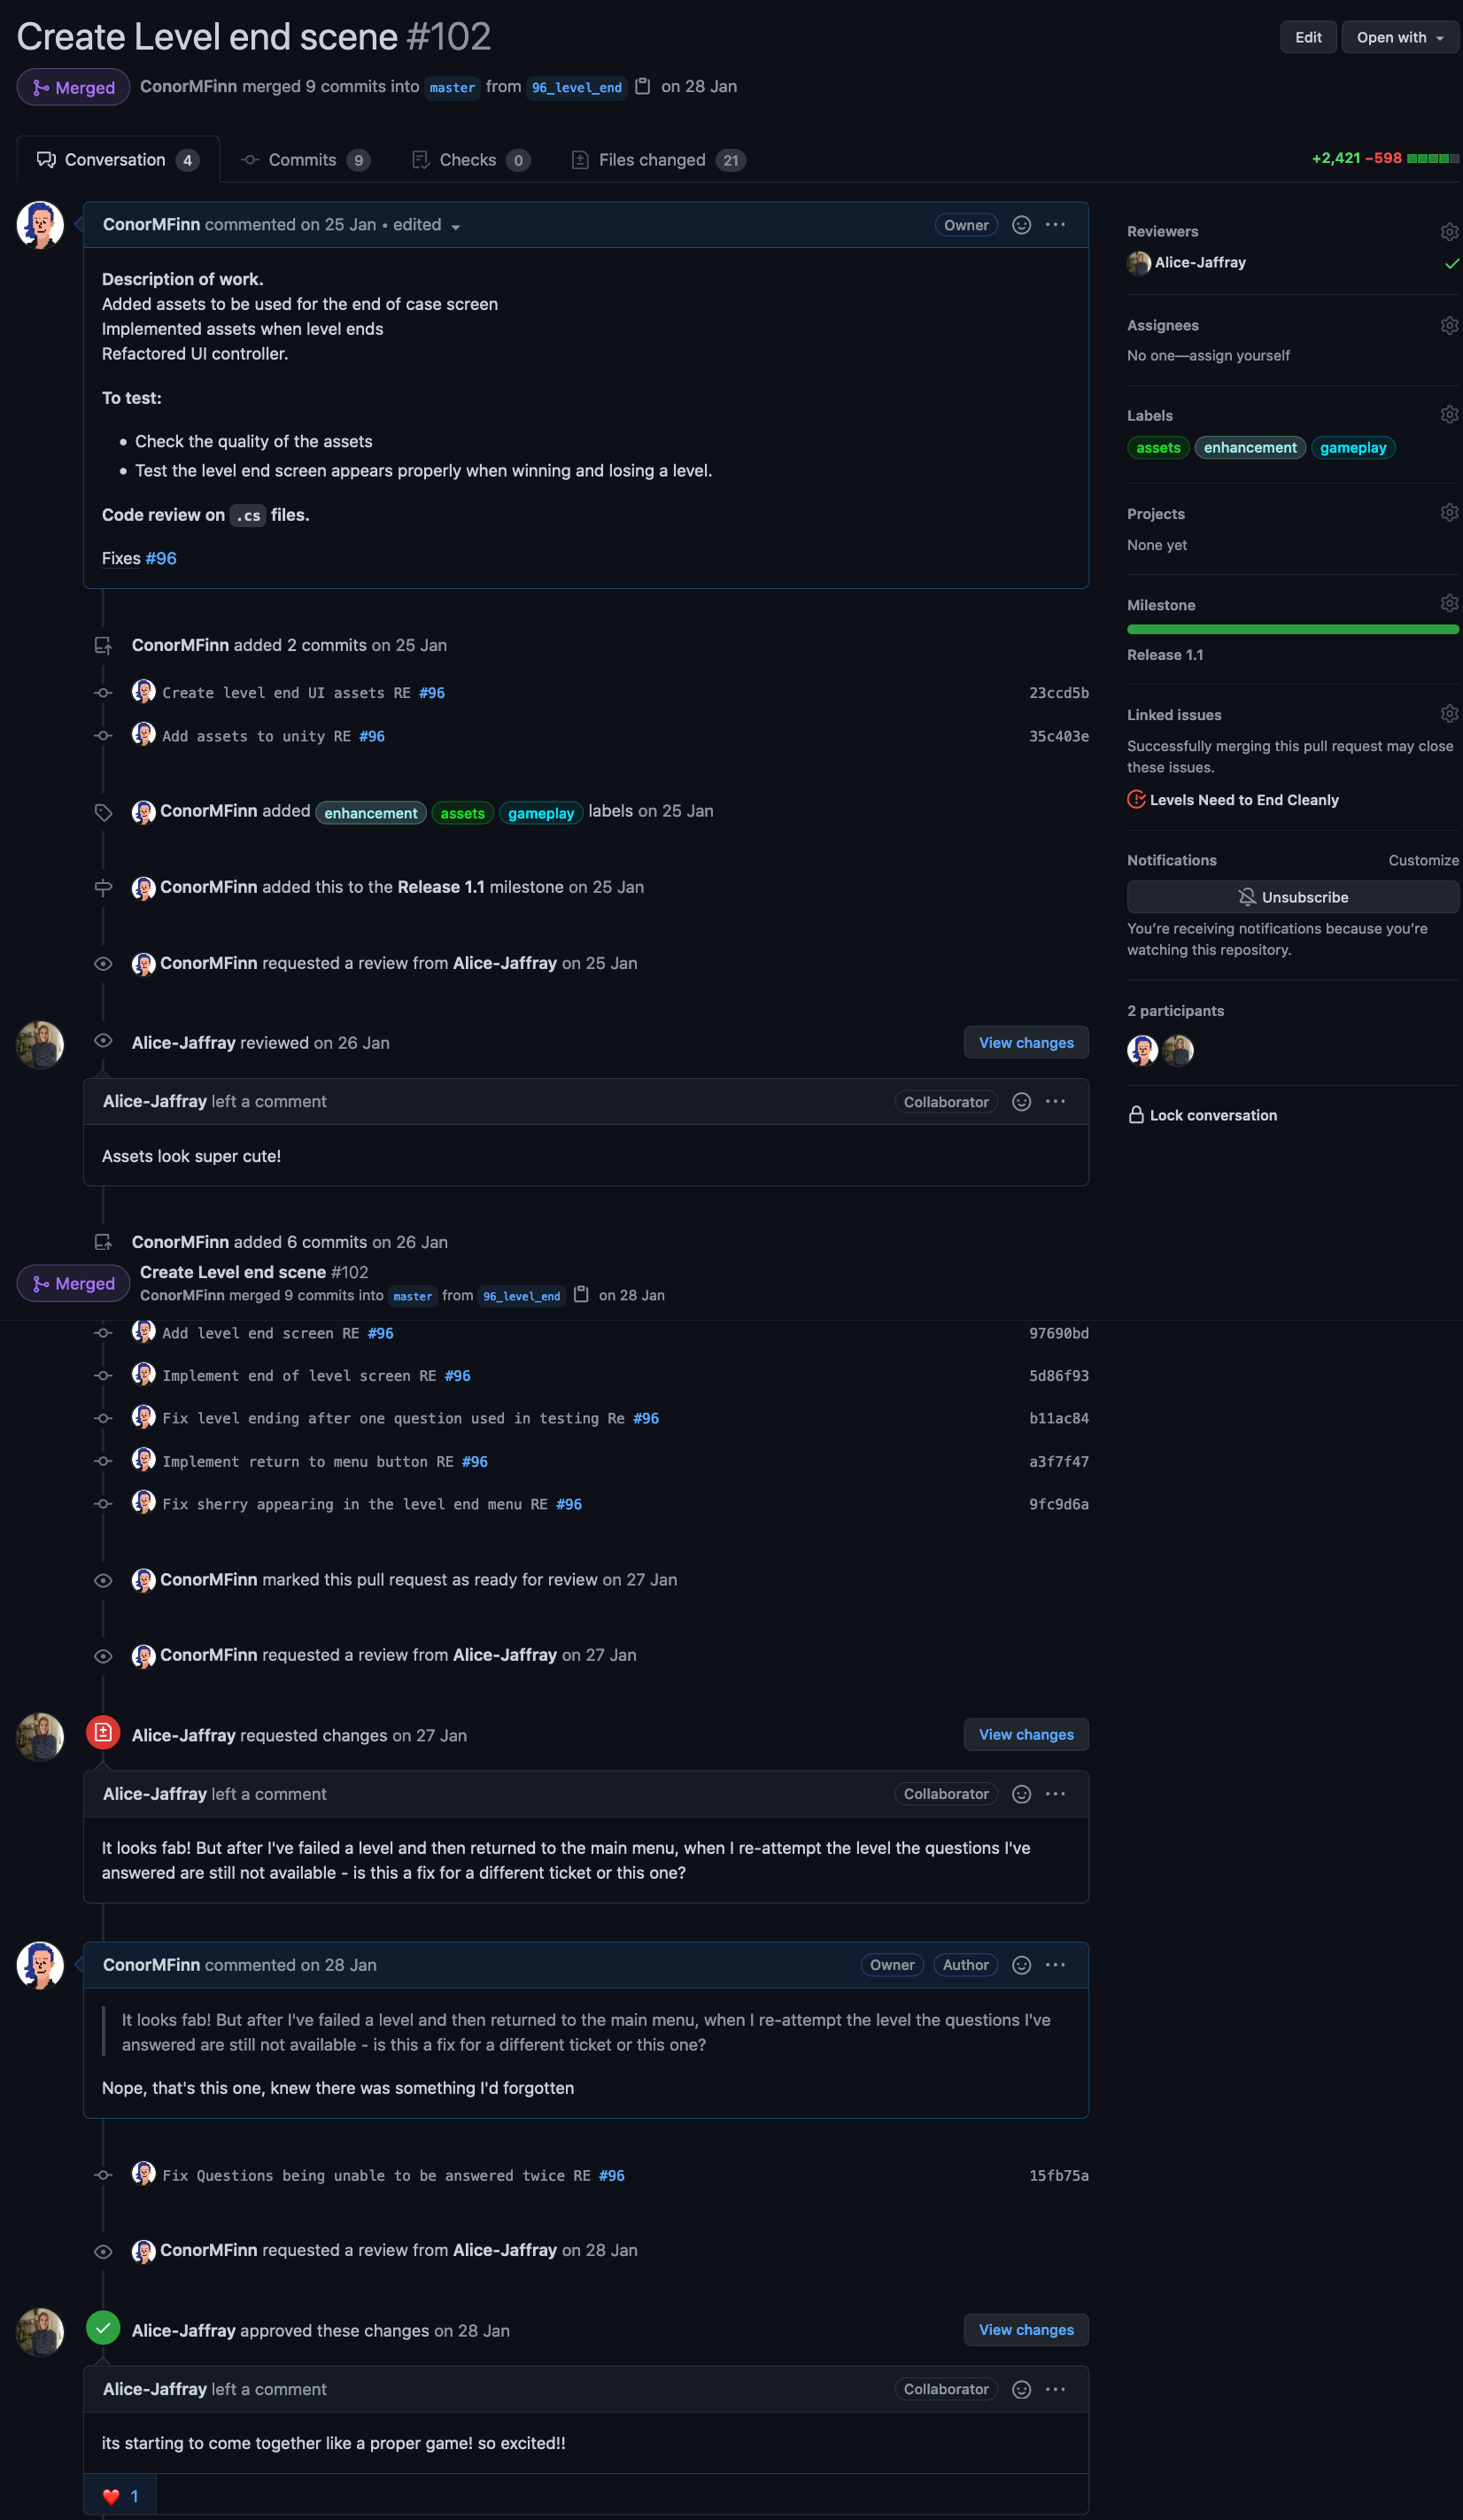 Create Level end scene #102
Edit
Open with
Merged
ConorMFinn merged 9 commits into master from 96_level_end on 28 Jan
Conversation 4
Commits 9
Checks 0
Files changed 21
+2,421 −598
ConorMFinn commented on 25 Jan • edited
Owner
Description of work.
Added assets to be used for the end of case screen
Implemented assets when level ends
Refactored UI controller.
To test:
Check the quality of the assets
Test the level end screen appears properly when winning and losing a level.
Code review on .cs files.
Fixes #96
Reviewers
Alice-Jaffray
Assignees
No one—assign yourself
Labels
assets enhancement gameplay
Projects
None yet
Milestone
Release 1.1
Linked issues
Successfully merging this pull request may close
these issues.
Levels Need to End Cleanly
Notifications
Customize
Unsubscribe
You’re receiving notifications because you’re
watching this repository.
2 participants
Lock conversation
ConorMFinn added 2 commits on 25 Jan
Create level end UI assets RE #96
23ccd5b
Add assets to unity RE #96
35c403e
ConorMFinn added enhancement assets gameplay labels on 25 Jan
ConorMFinn added this to the Release 1.1 milestone on 25 Jan
ConorMFinn requested a review from Alice-Jaffray on 25 Jan
Alice-Jaffray reviewed on 26 Jan
View changes
Alice-Jaffray left a comment
Collaborator
Assets look super cute!
ConorMFinn added 6 commits on 26 Jan
Merged
Create Level end scene #102
ConorMFinn merged 9 commits into master from 96_level_end on 28 Jan
Add level end screen RE #96
97690bd
Implement end of level screen RE #96
5d86f93
Fix level ending after one question used in testing Re #96
b11ac84
Implement return to menu button RE #96
a3f7f47
Fix sherry appearing in the level end menu RE #96
9fc9d6a
ConorMFinn marked this pull request as ready for review on 27 Jan
ConorMFinn requested a review from Alice-Jaffray on 27 Jan
Alice-Jaffray requested changes on 27 Jan
View changes
Alice-Jaffray left a comment
Collaborator
It looks fab! But after I've failed a level and then returned to the main menu, when I re-attempt the level the questions I've
answered are still not available - is this a fix for a different ticket or this one?
ConorMFinn commented on 28 Jan
Owner
Author
It looks fab! But after I've failed a level and then returned to the main menu, when I re-attempt the level the questions I've
answered are still not available - is this a fix for a different ticket or this one?
Nope, that's this one, knew there was something I'd forgotten
Fix Questions being unable to be answered twice RE #96
15fb75a
ConorMFinn requested a review from Alice-Jaffray on 28 Jan
Alice-Jaffray approved these changes on 28 Jan
View changes
Alice-Jaffray left a comment
Collaborator
its starting to come together like a proper game! so excited!!
❤️ 1